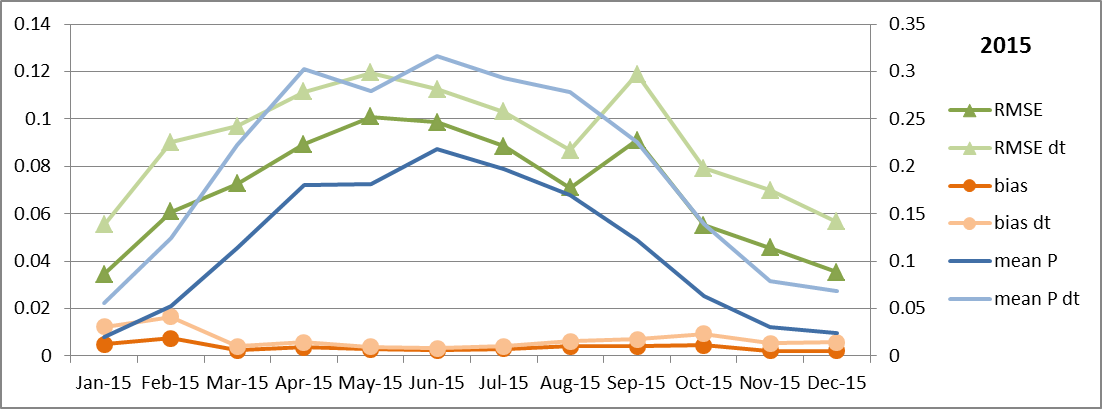 0.14
0.12
0.1
0.08
0.06
0.04
0.02
0
0.35
0.3
0.25
0.2
0.15
0.1
0.05
0
Jan-15 Feb-15 Mar-15 Apr-15 May-15 Jun-15 Jul-15 Aug-15 Sep-15 Oct-15 Nov-15 Dec-15
2015
RMSE
RMSE dt
bias
bias dt
mean P
mean P dt